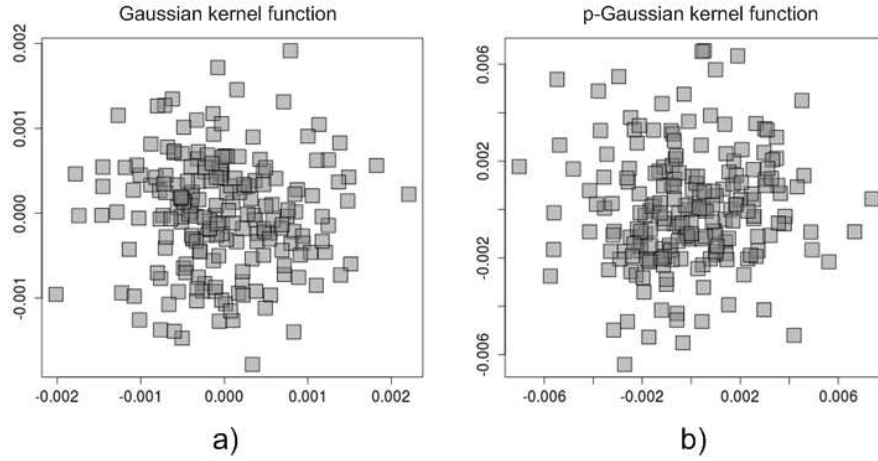 Gaussian kernel function
p-Gaussian kernel function
0.002
0.001
0.000
-0.001
-0.002 -0.001 0.000 0.001 0.002
0.006
0.002
-0.002
-0.006
-0.006 -0.002 0.002 0.006
a)
b)